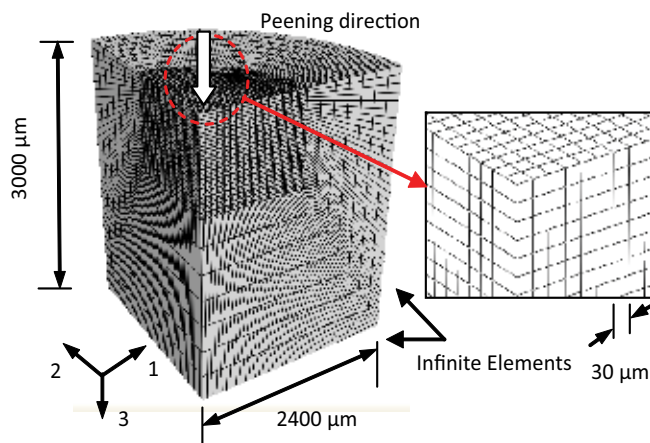 Peening direction
3000 µm
Infinite Elements
30 µm
2
1
3
2400 µm